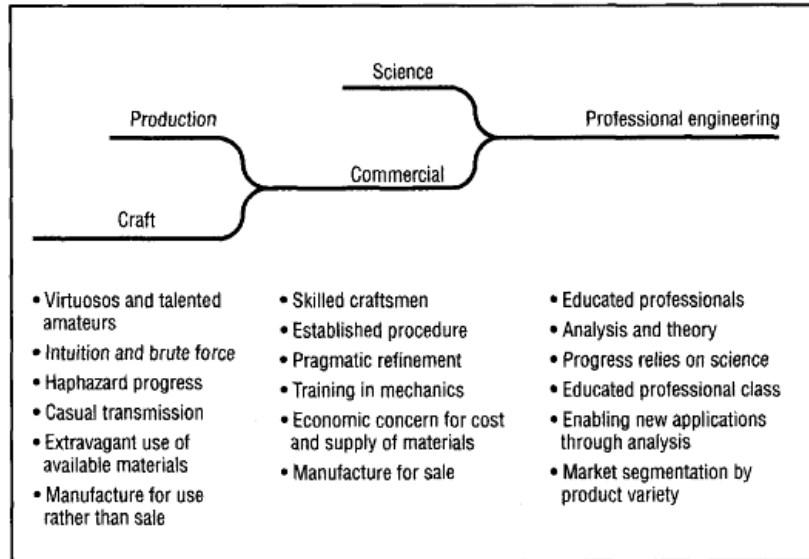 Science
Production
Professional engineering
Commercial
Craft
• Virtuosos and talented
amateurs
• Intuition and brute force
• Haphazard progress
• Casual transmission
• Extravagant use of
available materials
• Manufacture for use
rather than sale
• Skilled craftsmen
• Established procedure
• Pragmatic refinement
• Training in mechanics
• Economic concern for cost
and supply of materials
• Manufacture for sale
• Educated professionals
• Analysis and theory
• Progress relies on science
• Educated professional class
• Enabling new applications
through analysis
• Market segmentation by
product variety